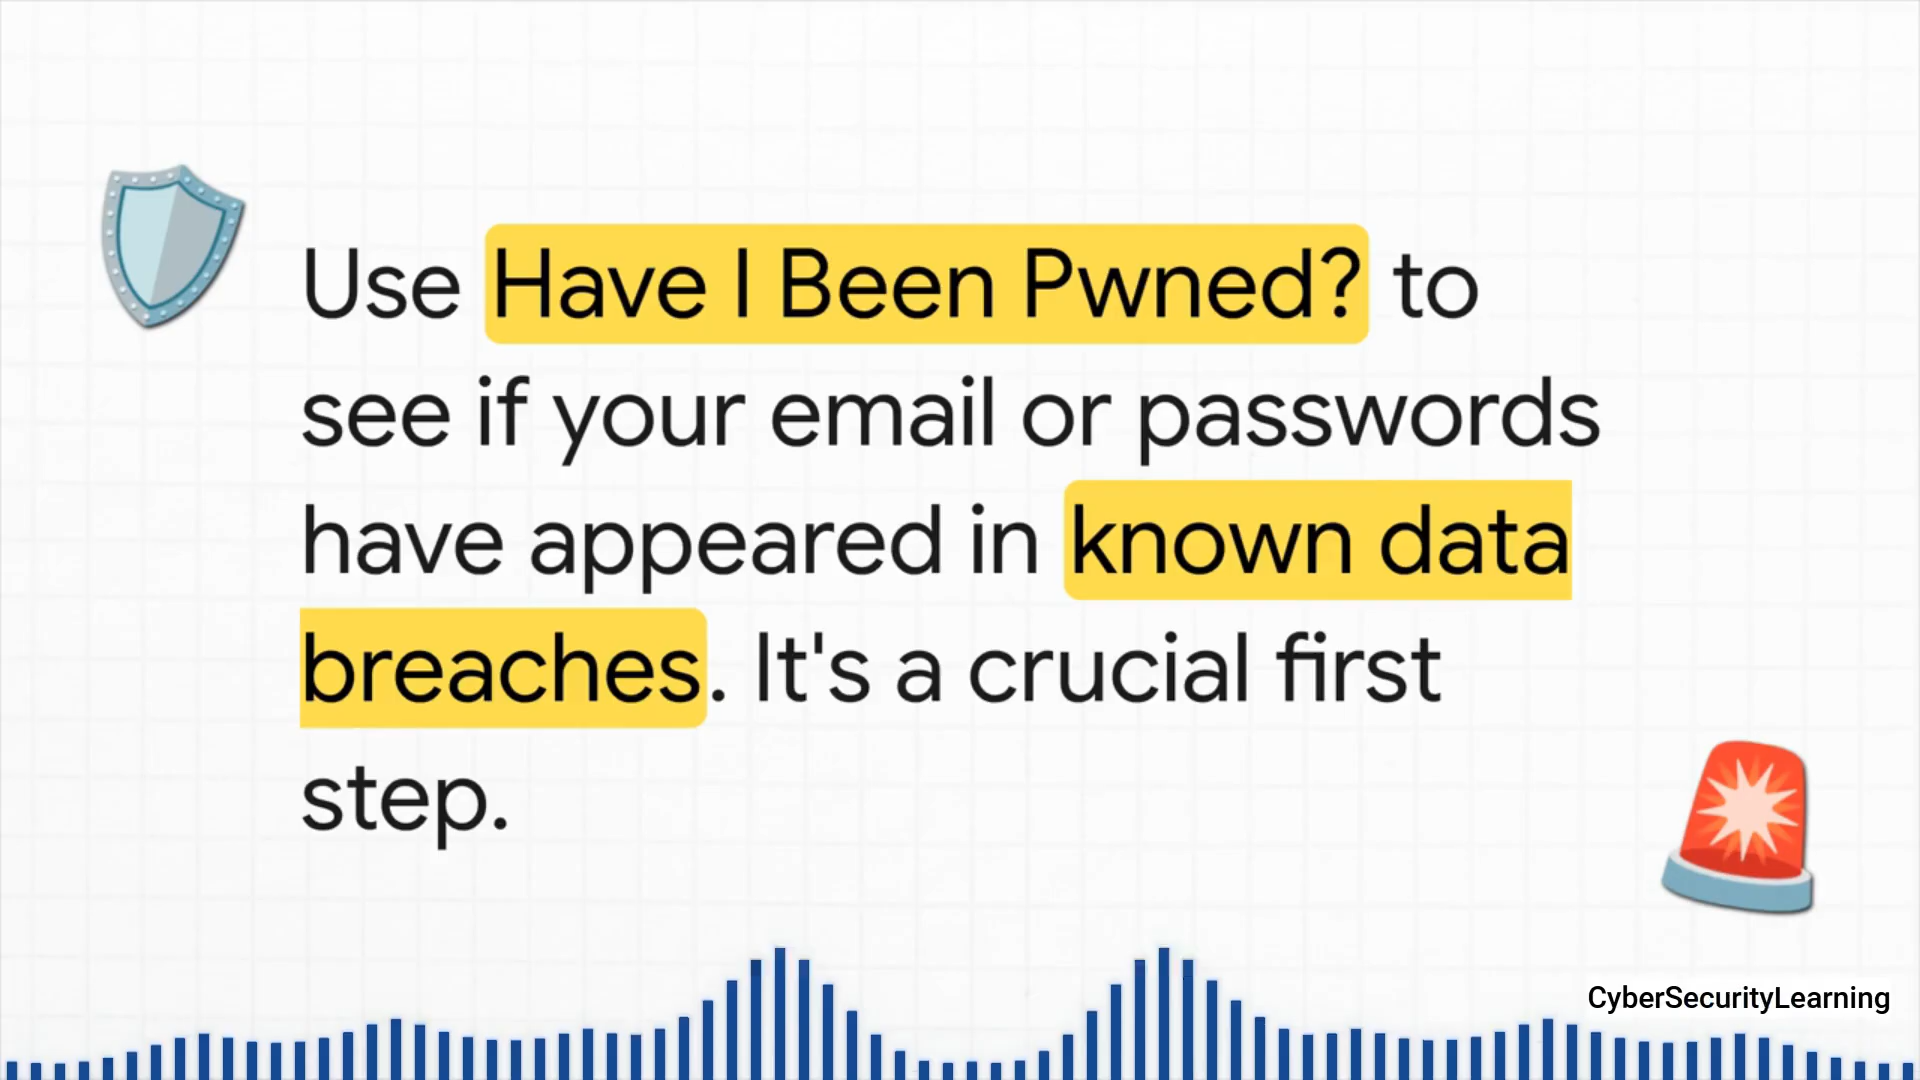 Use Have I Been Pwned? to
see if your email or passwords
have appeared in known data
breaches. It's a crucial first
step.
CyberSecurityLearning